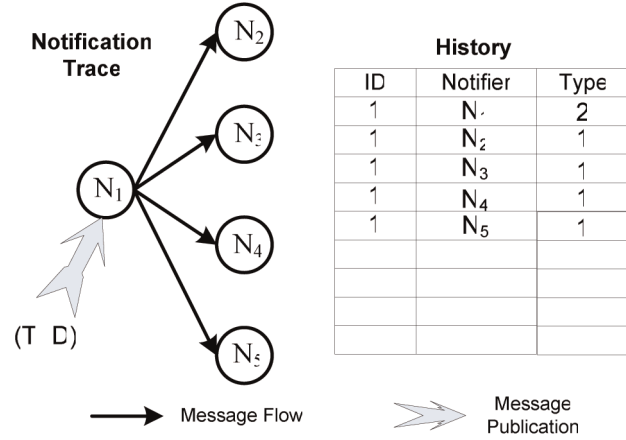 Notification
Trace
N2
N3
N1
N4
N5
(T D)
History
ID Notifier Type
1 N 2
1 N2 1
1 N3 1
1 N4 1
1 N5 1
Message Flow
Message
Publication